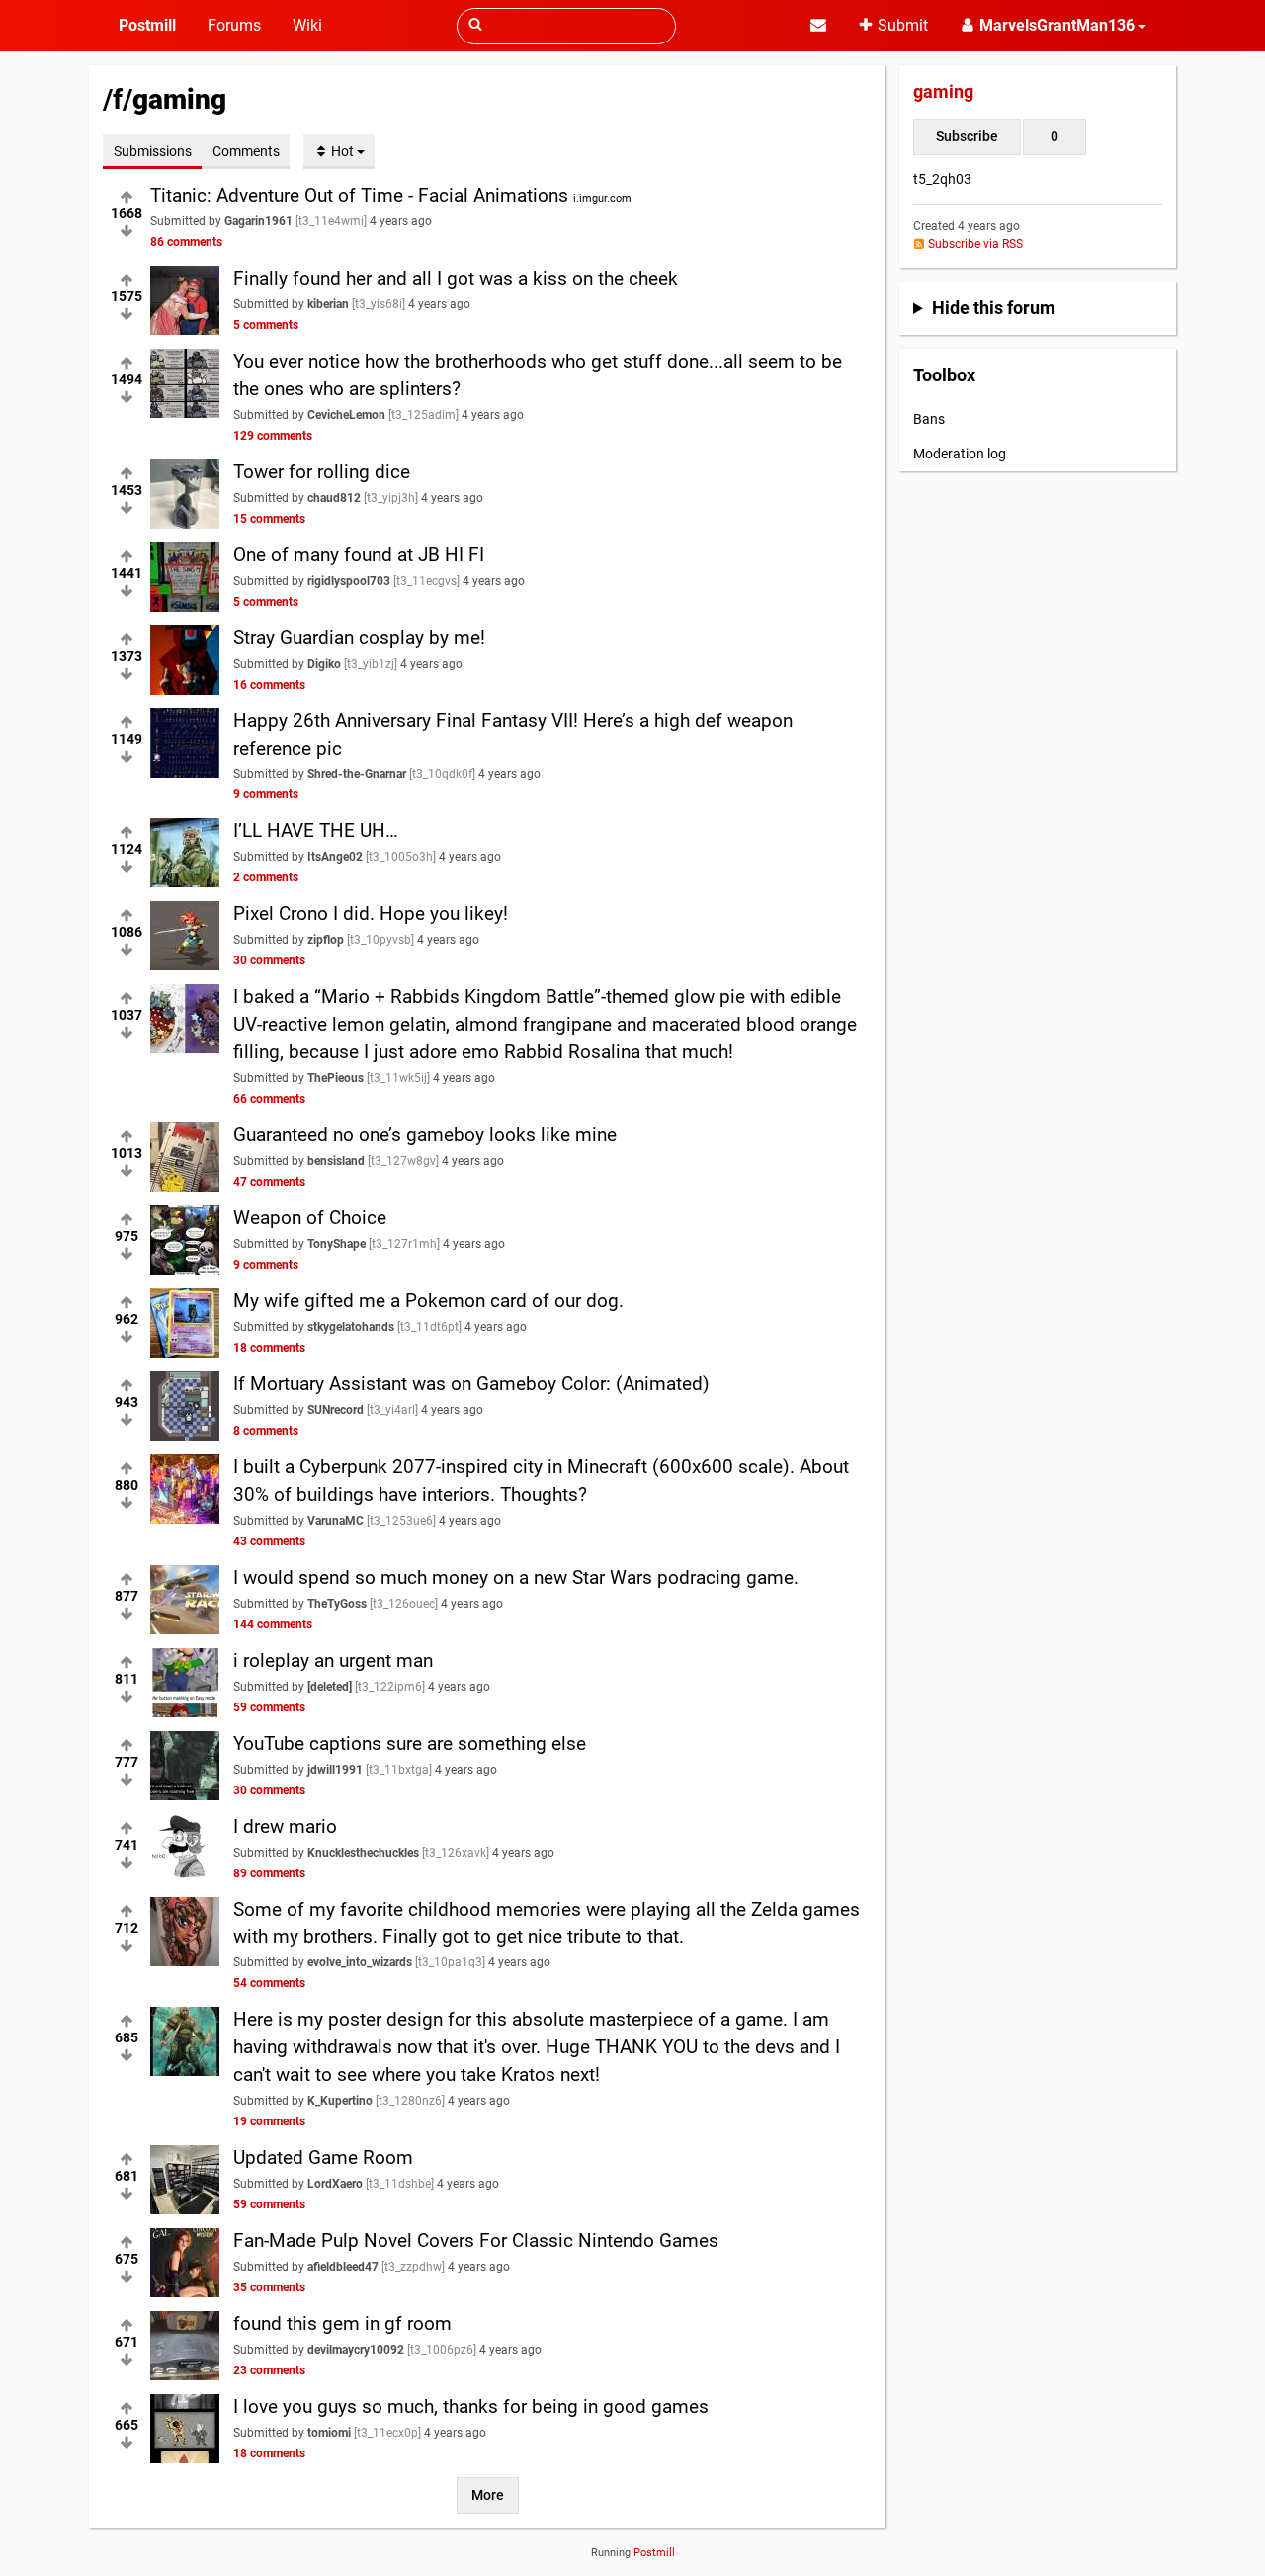 Postmill Forums Wiki Submit MarvelsGrantMan136
/f/gaming
Submissions Comments Hot
1668
Titanic: Adventure Out of Time - Facial Animations i.imgur.com
Submitted by Gagarin1961 [t3_11e4wmi] 4 years ago
86 comments
1575
Finally found her and all I got was a kiss on the cheek
Submitted by kiberian [t3_yis68i] 4 years ago
5 comments
1494
You ever notice how the brotherhoods who get stuff done...all seem to be
the ones who are splinters?
Submitted by CevicheLemon [t3_125adim] 4 years ago
129 comments
1453
Tower for rolling dice
Submitted by chaud812 [t3_yipj3h] 4 years ago
15 comments
1441
One of many found at JB HI FI
Submitted by rigidlyspool703 [t3_11ecgvs] 4 years ago
5 comments
1373
Stray Guardian cosplay by me!
Submitted by Digiko [t3_yib1zj] 4 years ago
16 comments
1149
Happy 26th Anniversary Final Fantasy VII! Here’s a high def weapon
reference pic
Submitted by Shred-the-Gnarnar [t3_10qdk0f] 4 years ago
9 comments
1124
I’LL HAVE THE UH…
Submitted by ItsAnge02 [t3_1005o3h] 4 years ago
2 comments
1086
Pixel Crono I did. Hope you likey!
Submitted by zipflop [t3_10pyvsb] 4 years ago
30 comments
1037
I baked a “Mario + Rabbids Kingdom Battle”-themed glow pie with edible
UV-reactive lemon gelatin, almond frangipane and macerated blood orange
filling, because I just adore emo Rabbid Rosalina that much!
Submitted by ThePieous [t3_11wk5ij] 4 years ago
66 comments
1013
Guaranteed no one’s gameboy looks like mine
Submitted by bensisland [t3_127w8gv] 4 years ago
47 comments
975
Weapon of Choice
Submitted by TonyShape [t3_127r1mh] 4 years ago
9 comments
962
My wife gifted me a Pokemon card of our dog.
Submitted by stkygelatohands [t3_11dt6pt] 4 years ago
18 comments
943
If Mortuary Assistant was on Gameboy Color: (Animated)
Submitted by SUNrecord [t3_yi4arl] 4 years ago
8 comments
880
I built a Cyberpunk 2077-inspired city in Minecraft (600x600 scale). About
30% of buildings have interiors. Thoughts?
Submitted by VarunaMC [t3_1253ue6] 4 years ago
43 comments
877
I would spend so much money on a new Star Wars podracing game.
Submitted by TheTyGoss [t3_126ouec] 4 years ago
144 comments
811
i roleplay an urgent man
Submitted by [deleted] [t3_122ipm6] 4 years ago
59 comments
777
YouTube captions sure are something else
Submitted by jdwill1991 [t3_11bxtga] 4 years ago
30 comments
741
I drew mario
Submitted by Knucklesthechuckles [t3_126xavk] 4 years ago
89 comments
712
Some of my favorite childhood memories were playing all the Zelda games
with my brothers. Finally got to get nice tribute to that.
Submitted by evolve_into_wizards [t3_10pa1q3] 4 years ago
54 comments
685
Here is my poster design for this absolute masterpiece of a game. I am
having withdrawals now that it's over. Huge THANK YOU to the devs and I
can't wait to see where you take Kratos next!
Submitted by K_Kupertino [t3_1280nz6] 4 years ago
19 comments
681
Updated Game Room
Submitted by LordXaero [t3_11dshbe] 4 years ago
59 comments
675
Fan-Made Pulp Novel Covers For Classic Nintendo Games
Submitted by afieldbleed47 [t3_zzpdhw] 4 years ago
35 comments
671
found this gem in gf room
Submitted by devilmaycry10092 [t3_1006pz6] 4 years ago
23 comments
665
I love you guys so much, thanks for being in good games
Submitted by tomiomi [t3_11ecx0p] 4 years ago
18 comments
More
gaming
Subscribe 0
t5_2qh03
Created 4 years ago
Subscribe via RSS
Hide this forum
Toolbox
Bans
Moderation log
Running Postmill